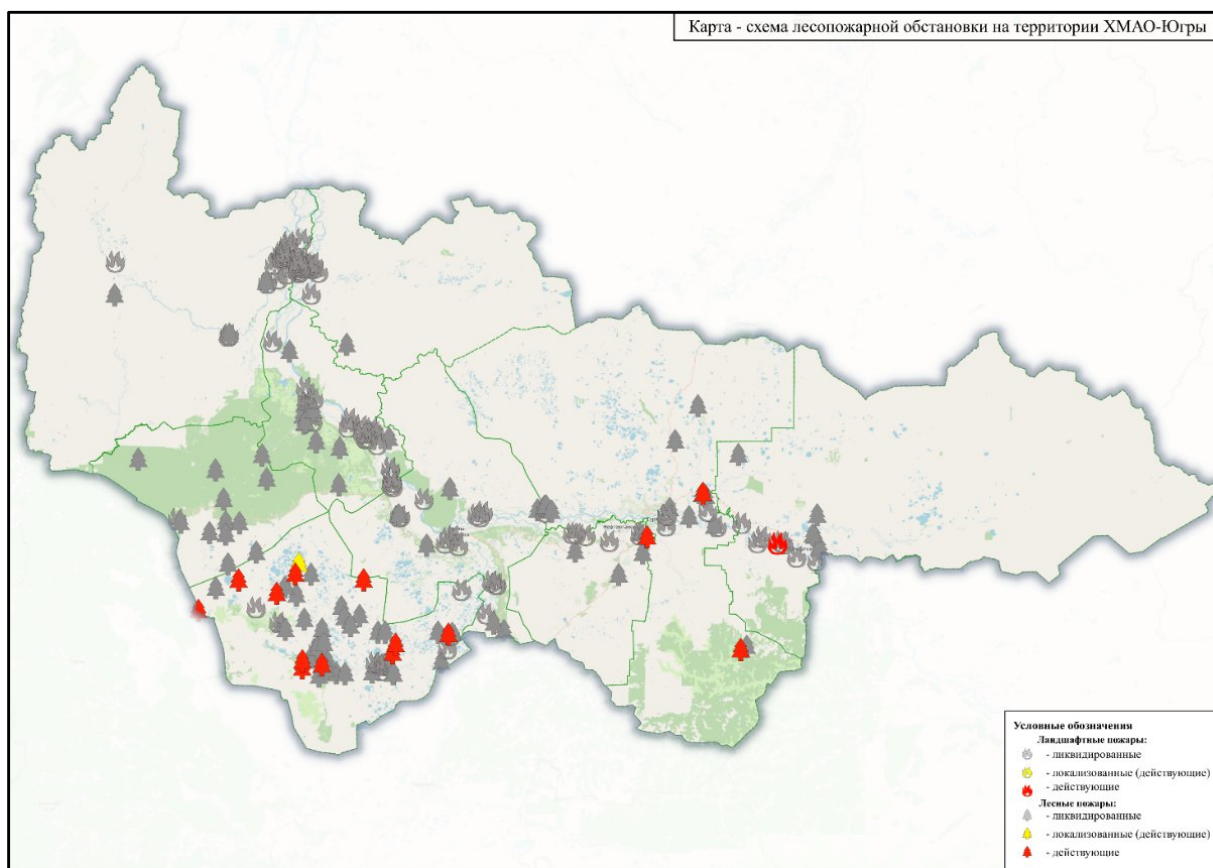 Карта - схема лесопожарной обстановки на территории ХМАО-Югры
Условные обозначения
Ландшафтные пожары:
- ликвидированные
- локализованные (действующие)
- действующие
Лесные пожары:
- ликвидированные
- локализованные (действующие)
- действующие